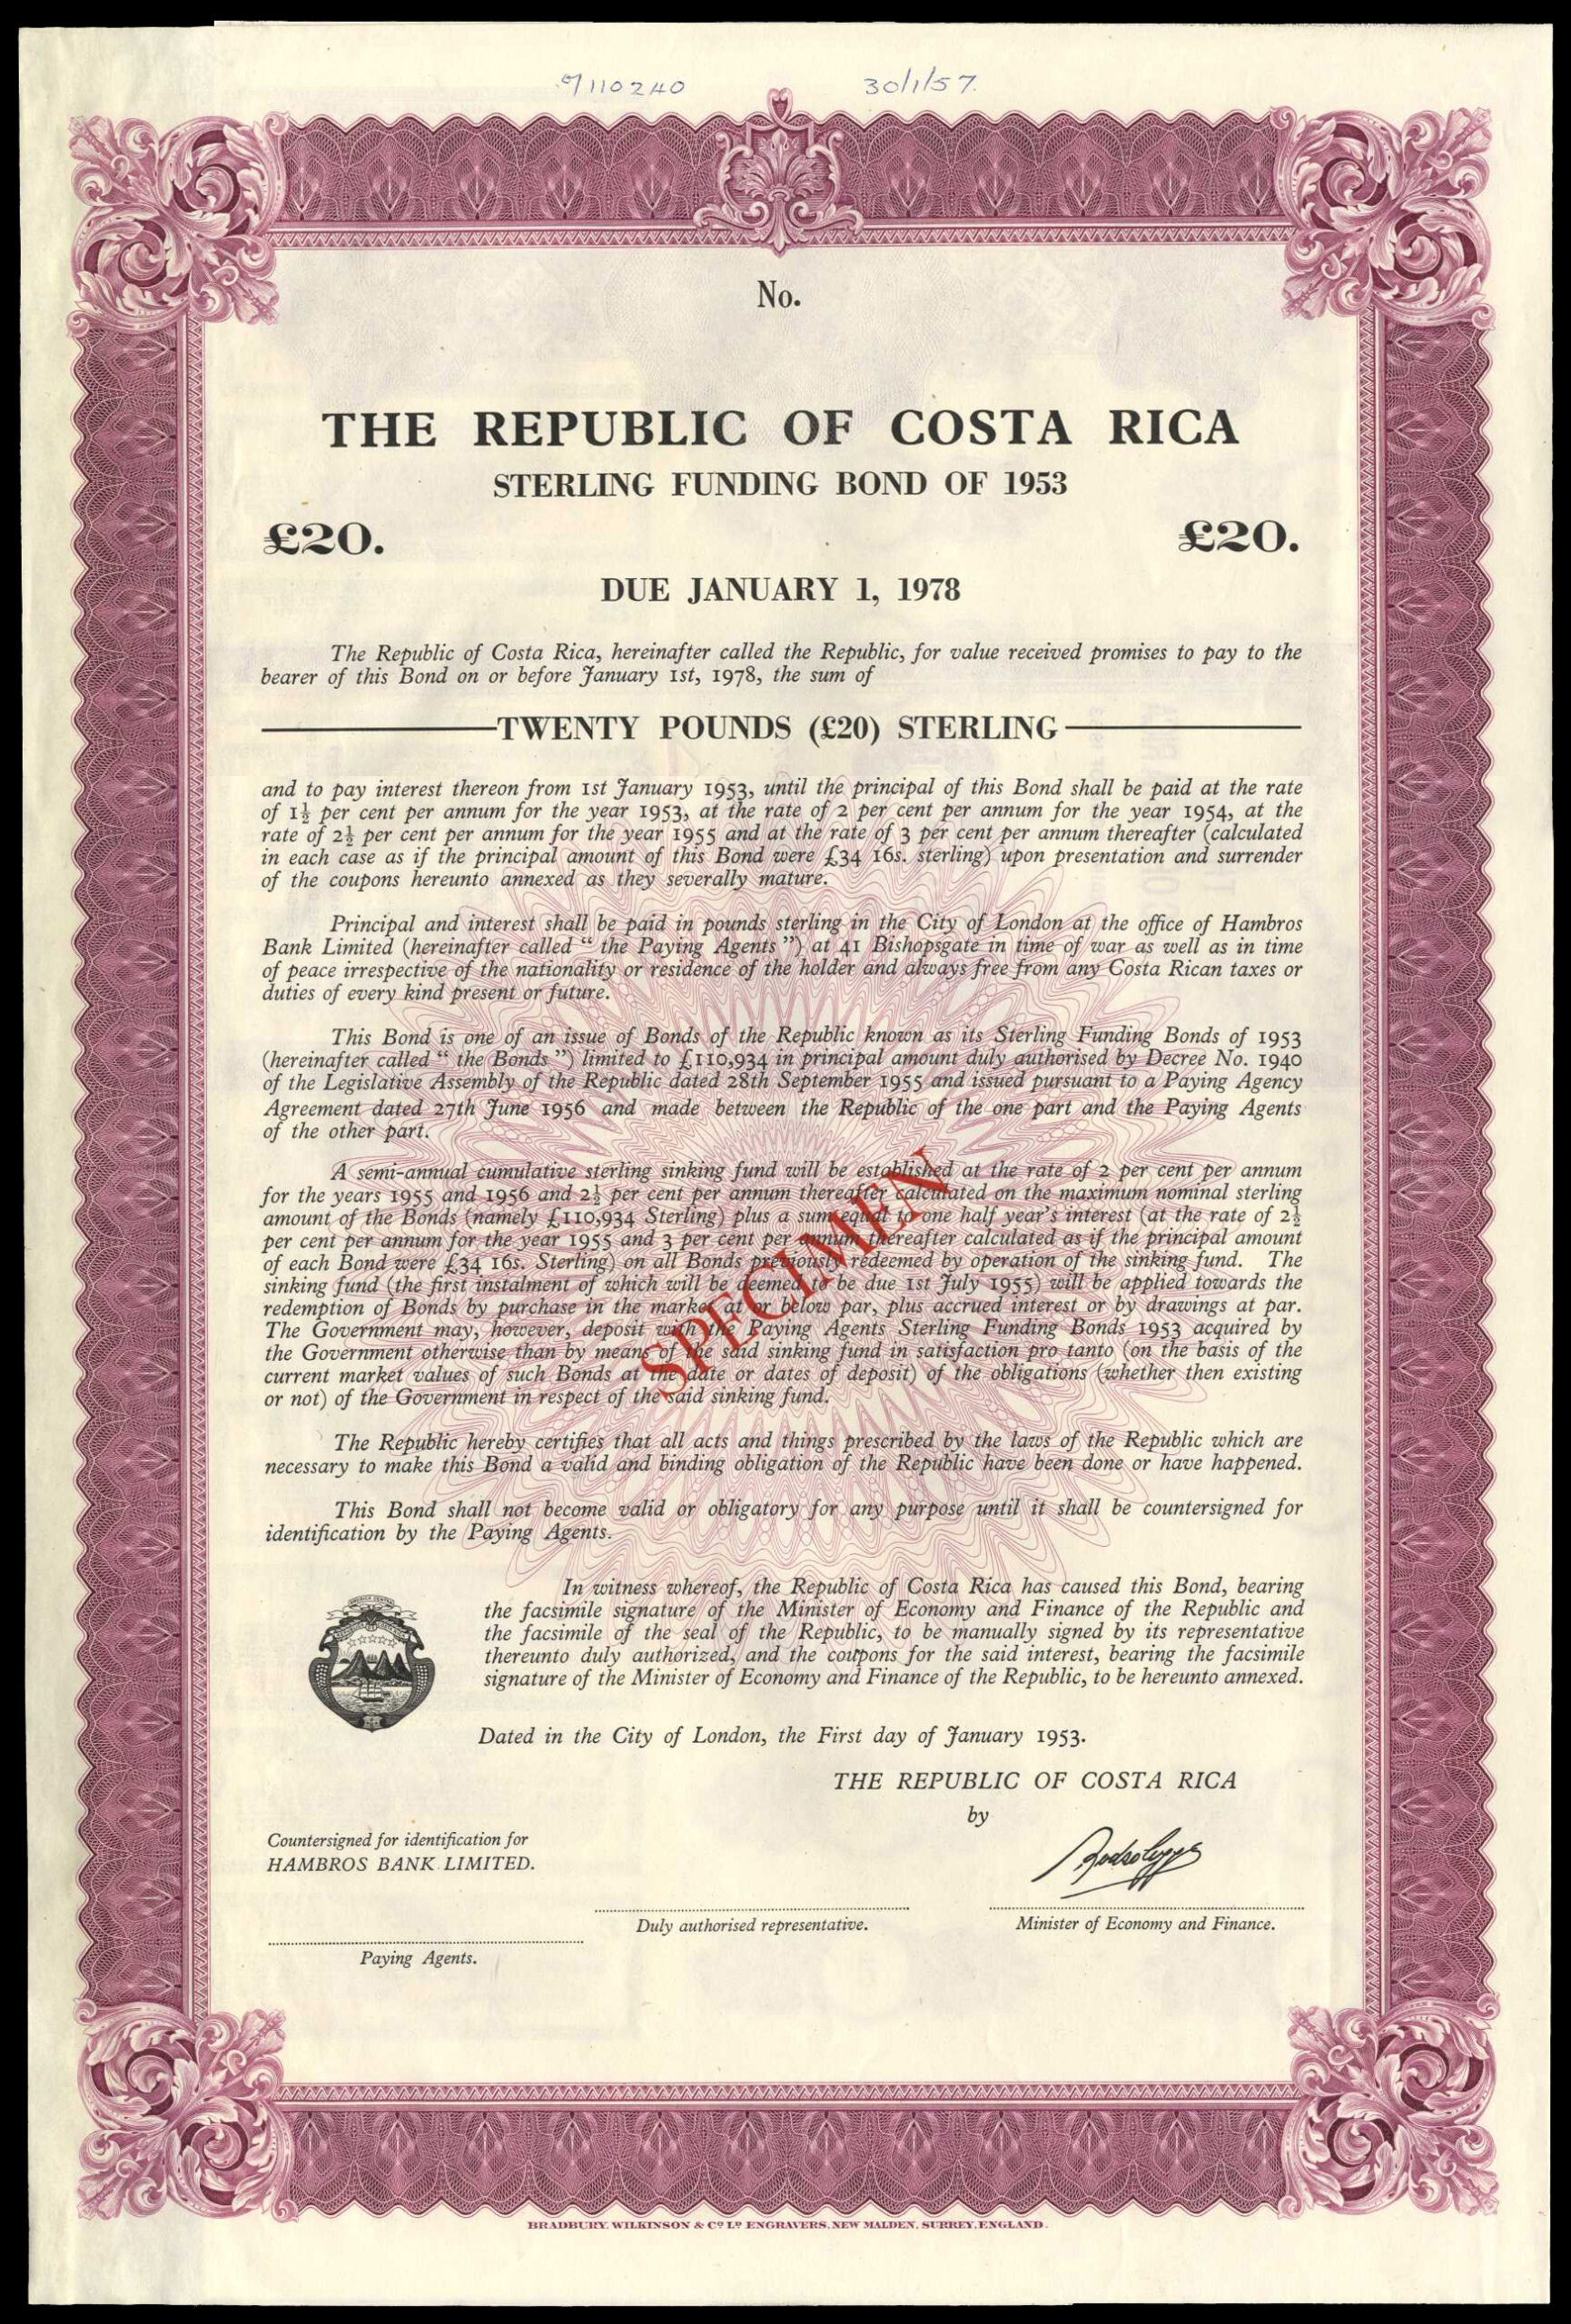 9110240 30/1/57.
No.
THE REPUBLIC OF COSTA RICA
STERLING FUNDING BOND OF 1953
£20. £20.
DUE JANUARY 1, 1978
The Republic of Costa Rica, hereinafter called the Republic, for value received promises to pay to the
bearer of this Bond on or before January 1st, 1978, the sum of
TWENTY POUNDS (£20) STERLING
and to pay interest thereon from 1st January 1953, until the principal of this Bond shall be paid at the rate
of 1½ per cent per annum for the year 1953, at the rate of 2 per cent per annum for the year 1954, at the
rate of 2½ per cent per annum for the year 1955 and at the rate of 3 per cent per annum thereafter (calculated
in each case as if the principal amount of this Bond were £34 16s. sterling) upon presentation and surrender
of the coupons hereunto annexed as they severally mature.
Principal and interest shall be paid in pounds sterling in the City of London at the office of Hambros
Bank Limited (hereinafter called “ the Paying Agents ”) at 41 Bishopsgate in time of war as well as in time
of peace irrespective of the nationality or residence of the holder and always free from any Costa Rican taxes or
duties of every kind present or future.
This Bond is one of an issue of Bonds of the Republic known as its Sterling Funding Bonds of 1953
(hereinafter called “ the Bonds ”) limited to £110,934 in principal amount duly authorised by Decree No. 1940
of the Legislative Assembly of the Republic dated 28th September 1955 and issued pursuant to a Paying Agency
Agreement dated 27th June 1956 and made between the Republic of the one part and the Paying Agents
of the other part.
A semi-annual cumulative sterling sinking fund will be established at the rate of 2 per cent per annum
for the years 1955 and 1956 and 2½ per cent per annum thereafter calculated on the maximum nominal sterling
amount of the Bonds (namely £110,934 Sterling) plus a sum equal to one half year's interest (at the rate of 2½
per cent per annum for the year 1955 and 3 per cent per annum thereafter calculated as if the principal amount
of each Bond were £34 16s. Sterling) on all Bonds previously redeemed by operation of the sinking fund. The
sinking fund (the first instalment of which will be deemed to be due 1st July 1955) will be applied towards the
redemption of Bonds by purchase in the market at or below par, plus accrued interest or by drawings at par.
The Government may, however, deposit with the Paying Agents Sterling Funding Bonds 1953 acquired by
the Government otherwise than by means of the said sinking fund in satisfaction pro tanto (on the basis of the
current market values of such Bonds at the date or dates of deposit) of the obligations (whether then existing
or not) of the Government in respect of the said sinking fund.
SPECIMEN
The Republic hereby certifies that all acts and things prescribed by the laws of the Republic which are
necessary to make this Bond a valid and binding obligation of the Republic have been done or have happened.
This Bond shall not become valid or obligatory for any purpose until it shall be countersigned for
identification by the Paying Agents.
In witness whereof, the Republic of Costa Rica has caused this Bond, bearing
the facsimile signature of the Minister of Economy and Finance of the Republic and
the facsimile of the seal of the Republic, to be manually signed by its representative
thereunto duly authorized, and the coupons for the said interest, bearing the facsimile
signature of the Minister of Economy and Finance of the Republic, to be hereunto annexed.
Dated in the City of London, the First day of January 1953.
THE REPUBLIC OF COSTA RICA
by
Countersigned for identification for
HAMBROS BANK LIMITED.
Duly authorised representative.
Minister of Economy and Finance.
Paying Agents.
BRADBURY, WILKINSON & Co Ld ENGRAVERS, NEW MALDEN, SURREY, ENGLAND.